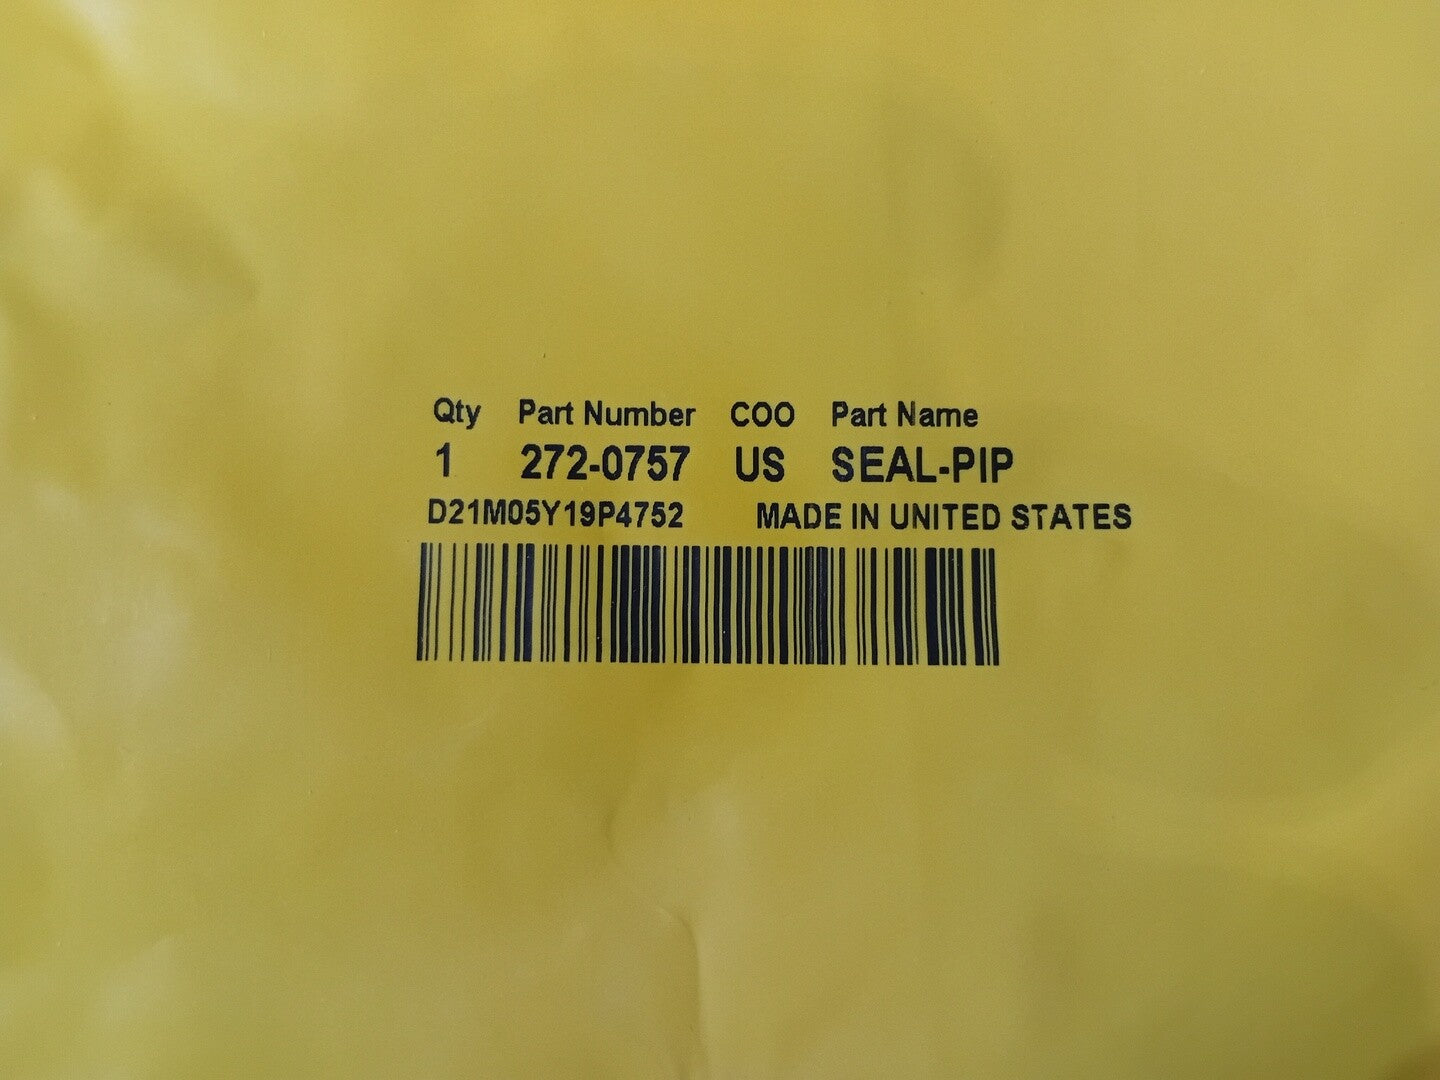 Qty Part Number COO Part Name
1 272-0757 US SEAL-PIP
D21M05Y19P4752 MADE IN UNITED STATES